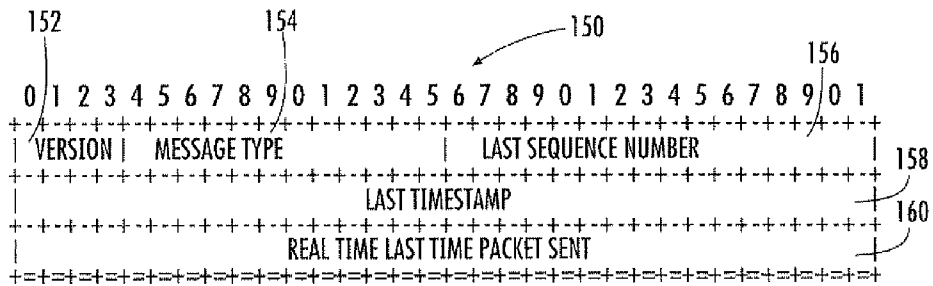 152 154 150 156
0 1 2 3 4 5 6 7 8 9 0 1 2 3 4 5 6 7 8 9 0 1 2 3 4 5 6 7 8 9 0 1
+-+-+-+-+-+-+-+-+-+-+-+-+-+-+-+-+-+-+-+-+-+-+-+-+-+-+-+-+-+-+-+-+
| VERSION | MESSAGE TYPE | LAST SEQUENCE NUMBER |
+-+-+-+-+-+-+-+-+-+-+-+-+-+-+-+-+-+-+-+-+-+-+-+-+-+-+-+-+-+-+-+-+
| LAST TIMESTAMP | 158
+-+-+-+-+-+-+-+-+-+-+-+-+-+-+-+-+-+-+-+-+-+-+-+-+-+-+-+-+-+-+-+-+
| REAL TIME LAST TIME PACKET SENT | 160
+=+=+=+=+=+=+=+=+=+=+=+=+=+=+=+=+=+=+=+=+=+=+=+=+=+=+=+=+=+=+=+=+